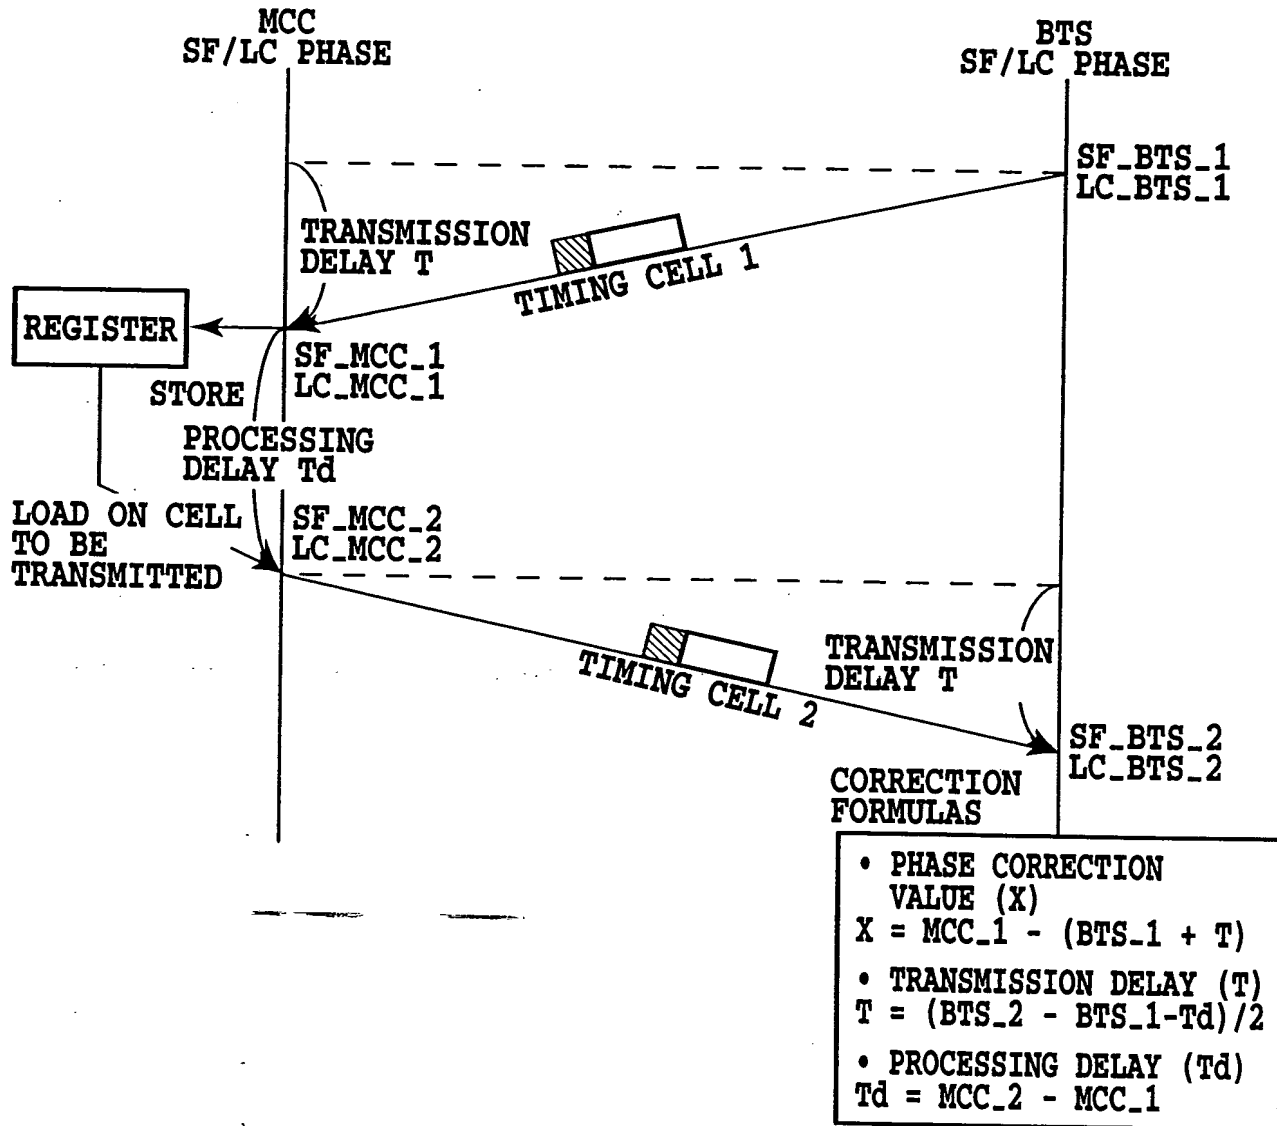 MCC
SF/LC PHASE
BTS
SF/LC PHASE
SF_BTS_1
LC_BTS_1
TRANSMISSION
DELAY T
TIMING CELL 1
REGISTER
SF_MCC_1
LC_MCC_1
STORE
PROCESSING
DELAY Td
LOAD ON CELL
TO BE
TRANSMITTED
SF_MCC_2
LC_MCC_2
TIMING CELL 2
TRANSMISSION
DELAY T
SF_BTS_2
LC_BTS_2
CORRECTION
FORMULAS
• PHASE CORRECTION
VALUE (X)
X = MCC_1 - (BTS_1 + T)
• TRANSMISSION DELAY (T)
T = (BTS_2 - BTS_1-Td)/2
• PROCESSING DELAY (Td)
Td = MCC_2 - MCC_1